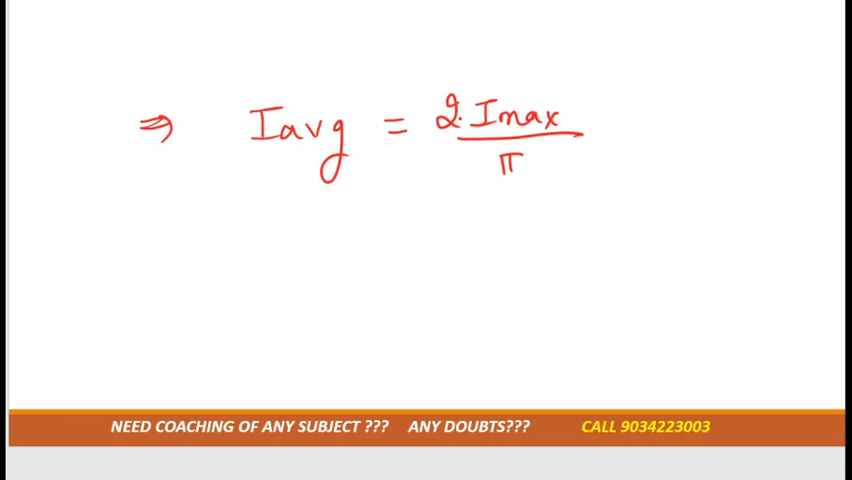 ⇒ Iavg = 2·Imax
π
NEED COACHING OF ANY SUBJECT ??? ANY DOUBTS??? CALL 9034223003